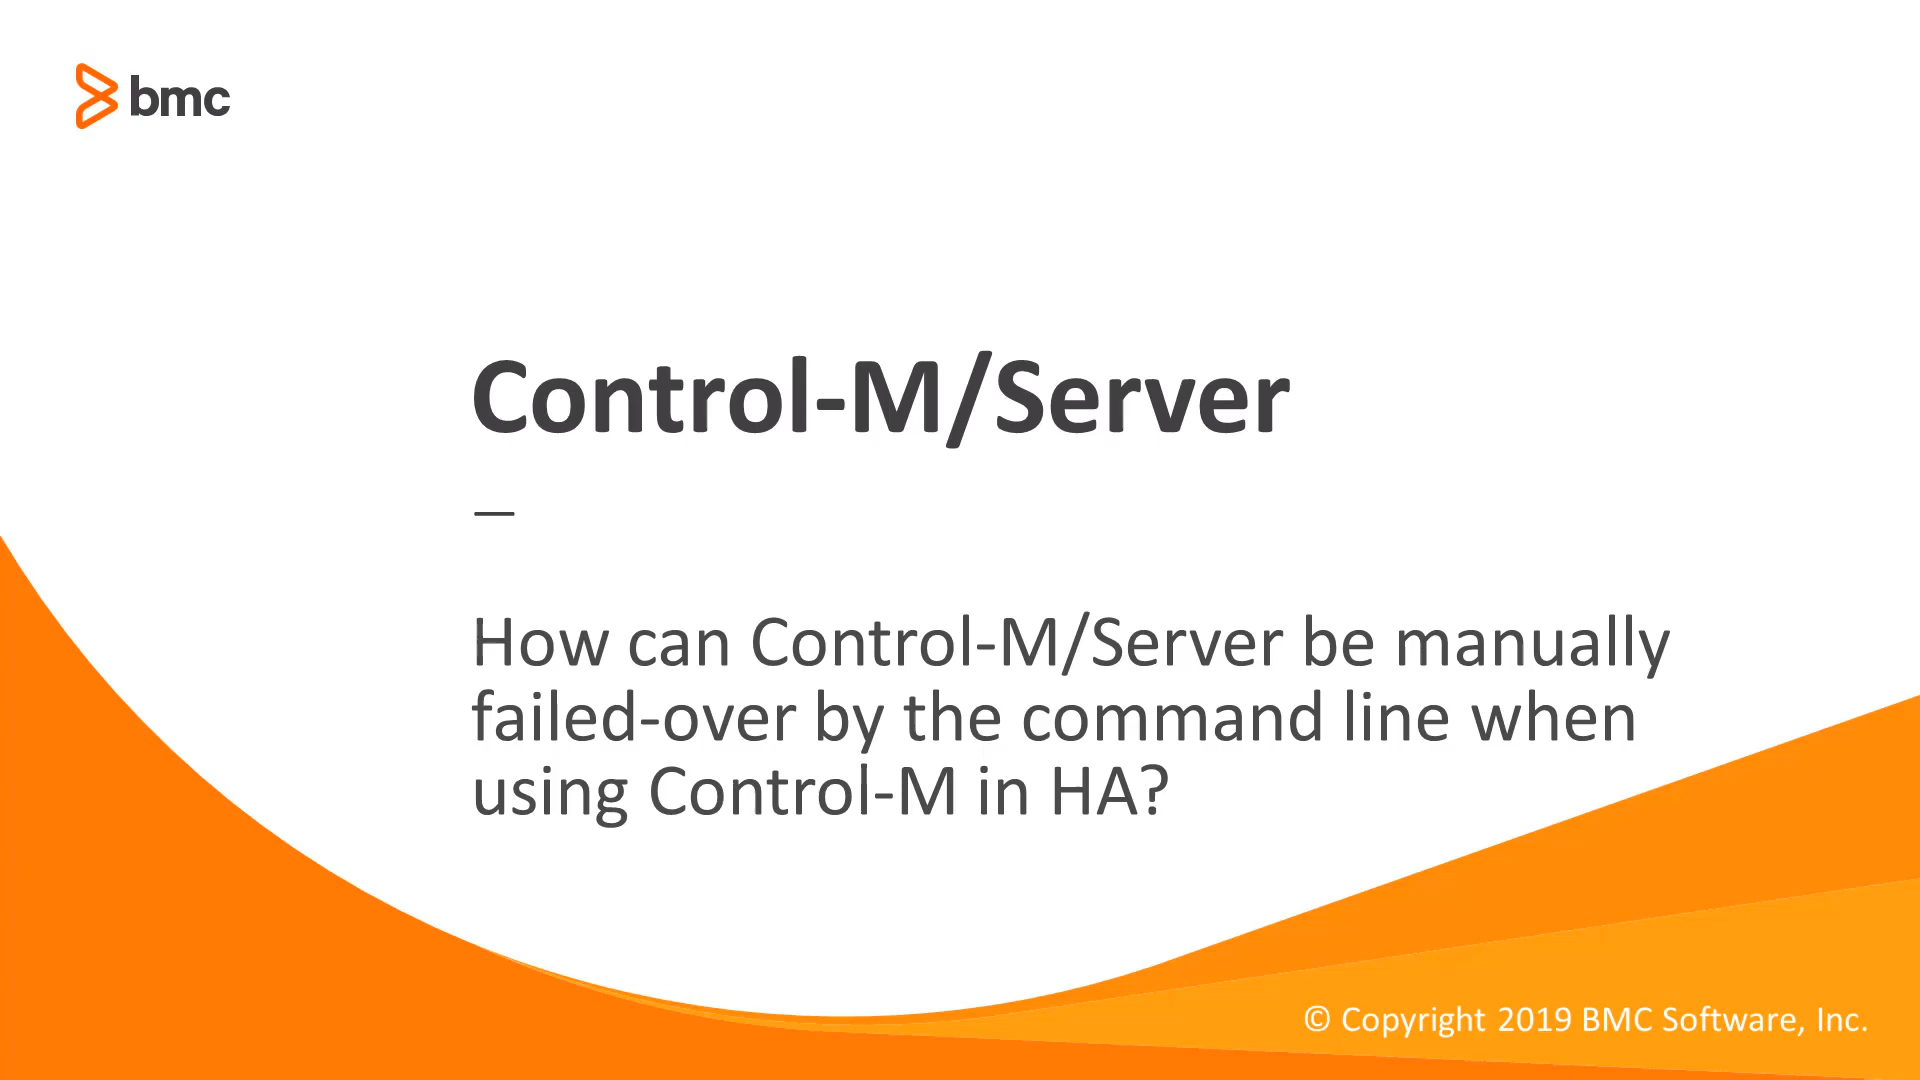 bmc
Control-M/Server
—
How can Control-M/Server be manually
failed-over by the command line when
using Control-M in HA?
© Copyright 2019 BMC Software, Inc.